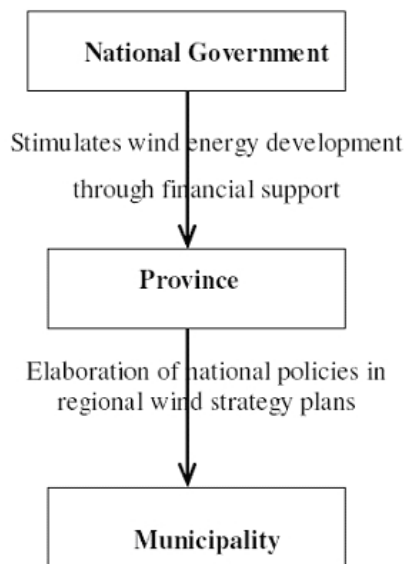 National Government
Stimulates wind energy development
through financial support
Province
Elaboration of national policies in
regional wind strategy plans
Municipality